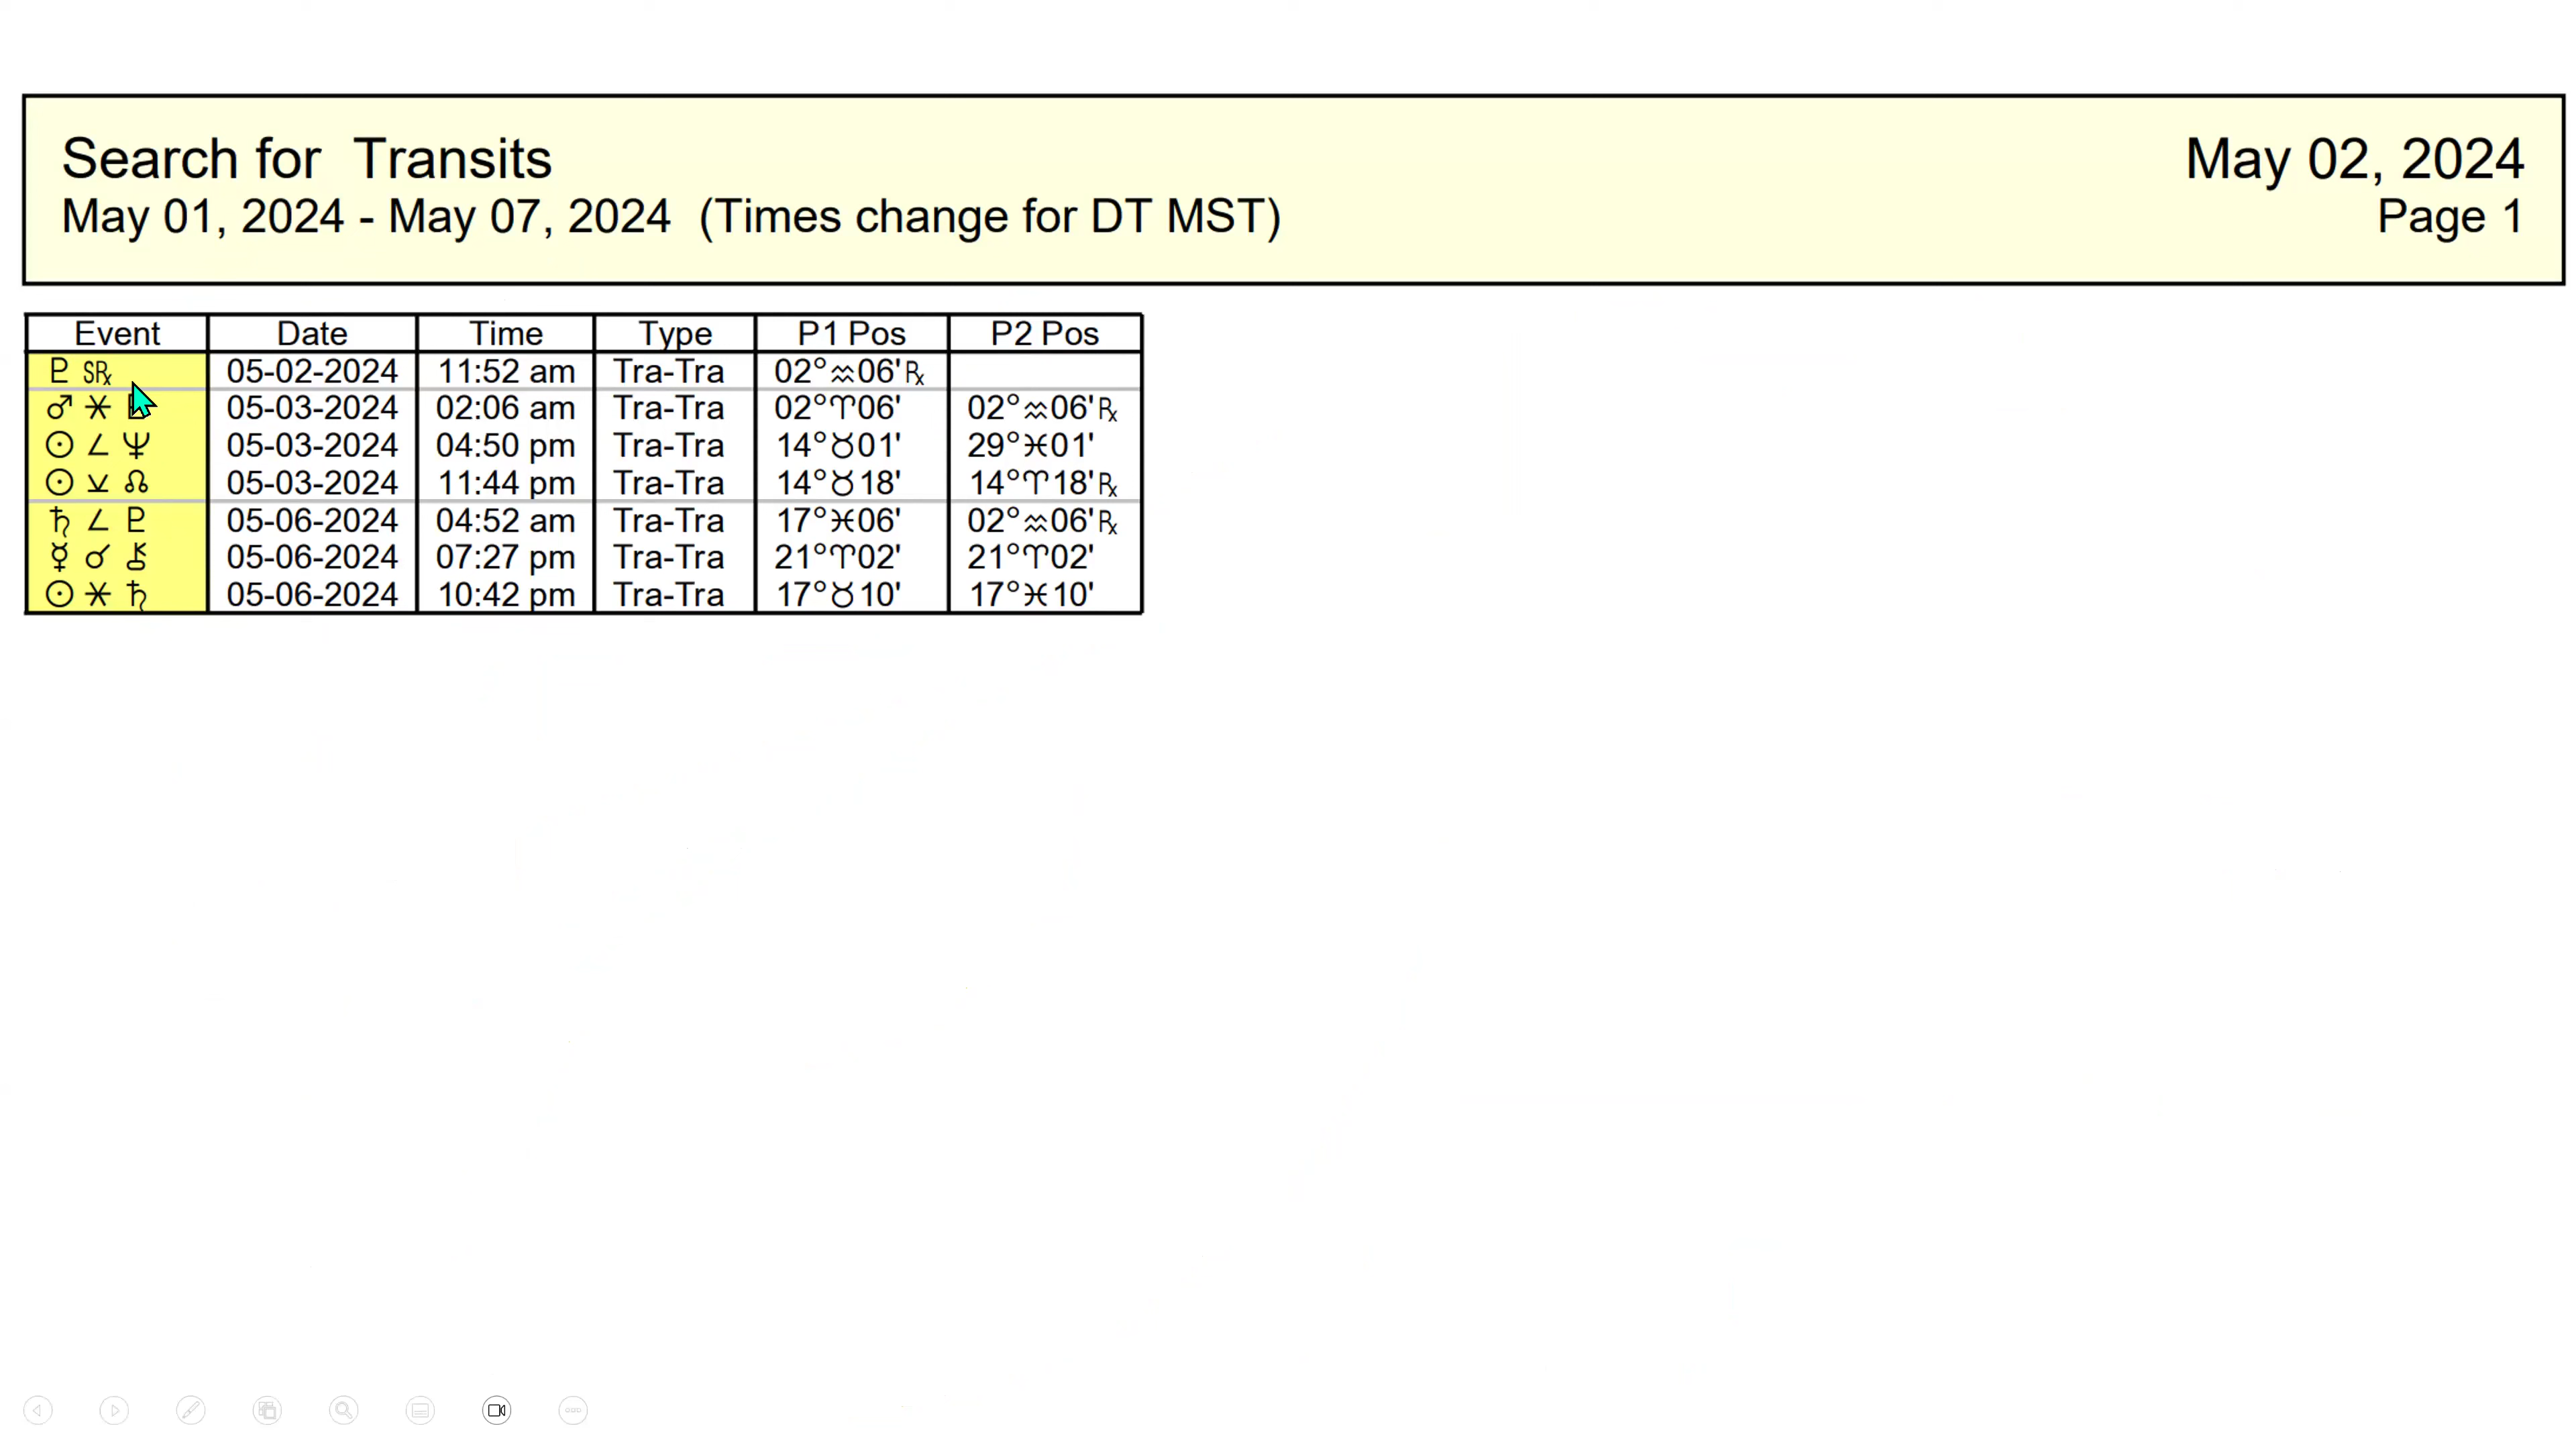 Search for Transits May 02, 2024
May 01, 2024 - May 07, 2024 (Times change for DT MST) Page 1
Event Date Time Type P1 Pos P2 Pos
♇ S℞ 05-02-2024 11:52 am Tra-Tra 02°♒06'℞
♂ ⚹ 05-03-2024 02:06 am Tra-Tra 02°♈06' 02°♒06'℞
☉ ∠ ♆ 05-03-2024 04:50 pm Tra-Tra 14°♉01' 29°♓01'
☉ ⚺ ☊ 05-03-2024 11:44 pm Tra-Tra 14°♉18' 14°♈18'℞
♄ ∠ ♇ 05-06-2024 04:52 am Tra-Tra 17°♓06' 02°♒06'℞
☿ ☌ ⚷ 05-06-2024 07:27 pm Tra-Tra 21°♈02' 21°♈02'
☉ ⚹ ♄ 05-06-2024 10:42 pm Tra-Tra 17°♉10' 17°♓10'